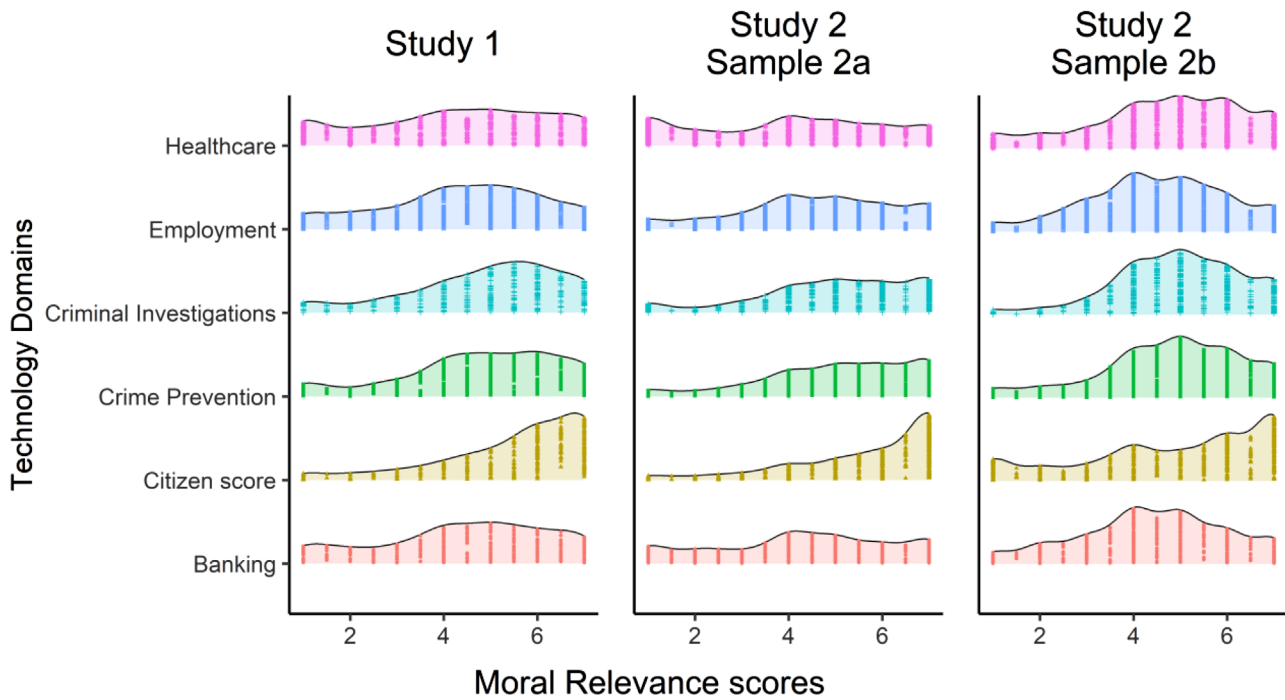 Study 1
Study 2
Sample 2a
Study 2
Sample 2b
Technology Domains
Healthcare
Employment
Criminal Investigations
Crime Prevention
Citizen score
Banking
2 4 6
2 4 6
2 4 6
Moral Relevance scores